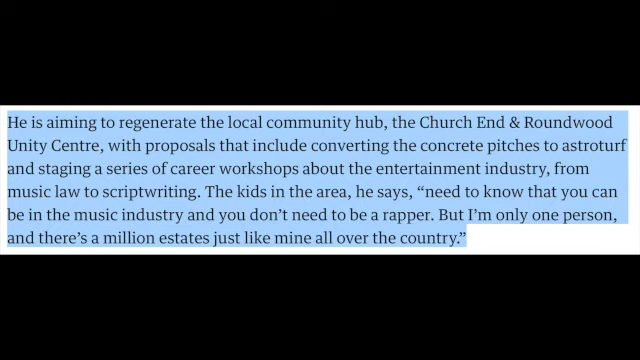 He is aiming to regenerate the local community hub, the Church End & Roundwood
Unity Centre, with proposals that include converting the concrete pitches to astroturf
and staging a series of career workshops about the entertainment industry, from
music law to scriptwriting. The kids in the area, he says, “need to know that you can
be in the music industry and you don’t need to be a rapper. But I’m only one person,
and there’s a million estates just like mine all over the country.”